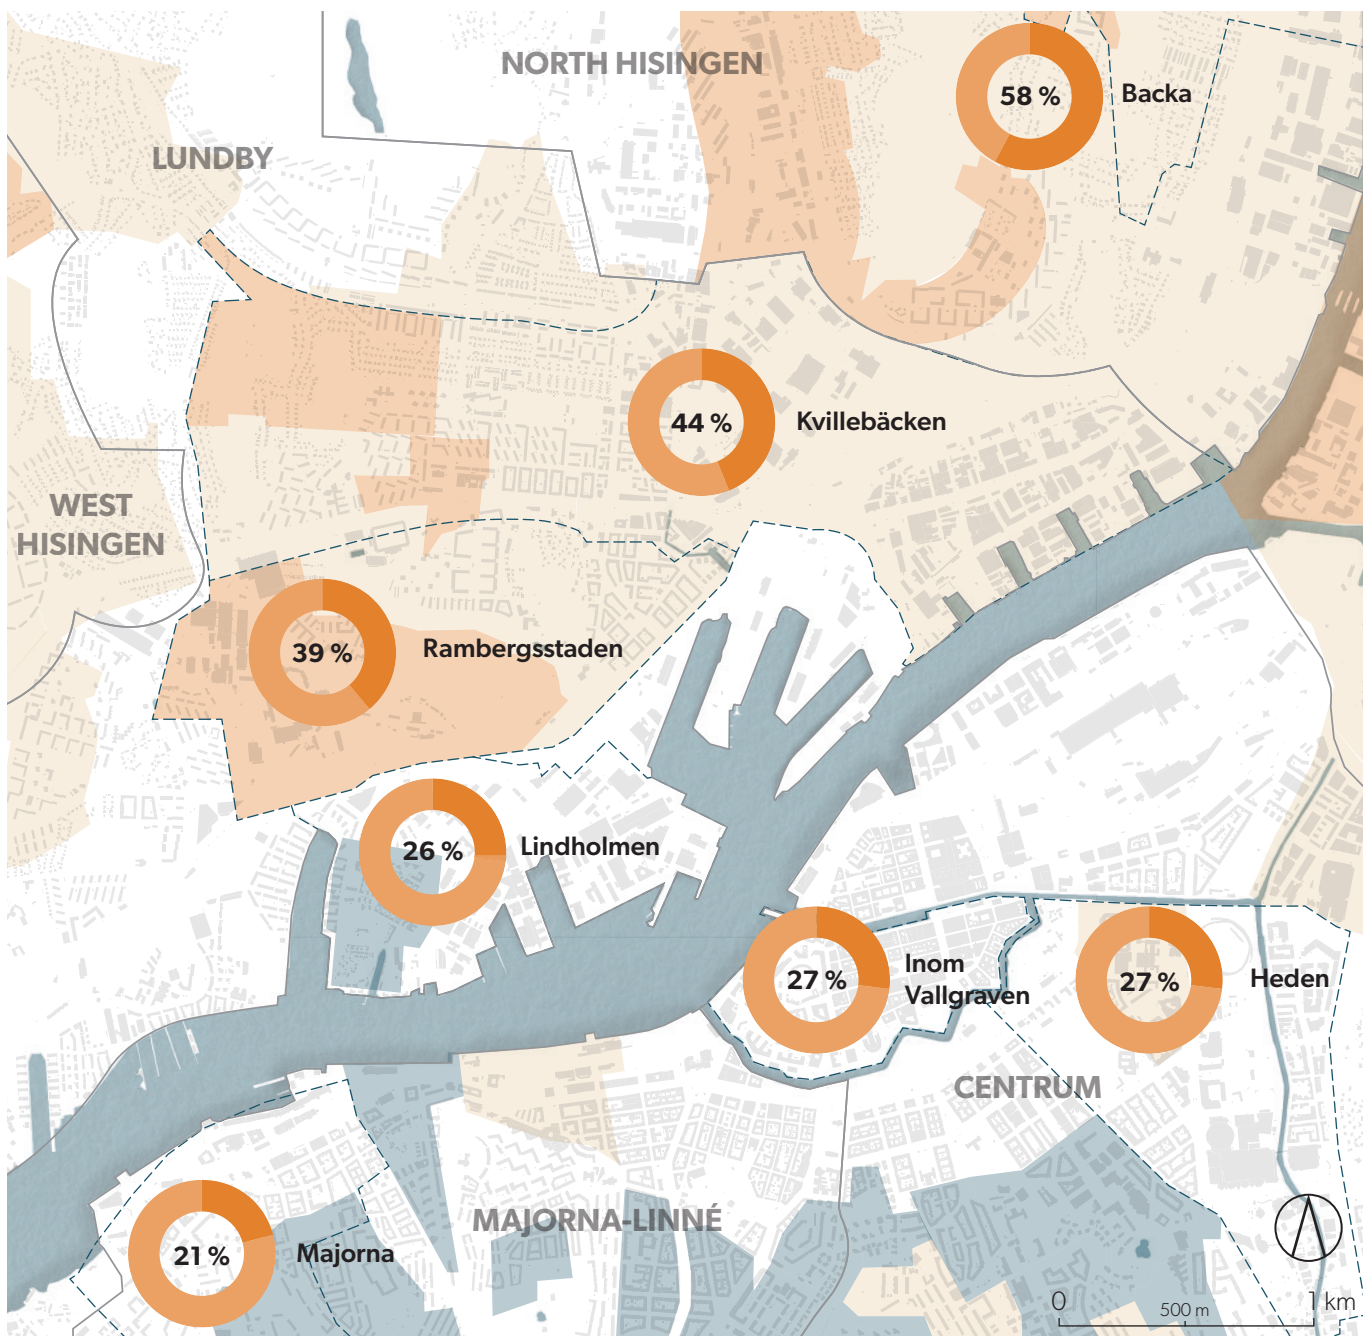 NORTH HISINGEN
58 %
Backa
LUNDBY
44 %
Kvillebäcken
WEST
HISINGEN
39 %
Rambergsstaden
26 %
Lindholmen
27 %
Inom
Vallgraven
27 %
Heden
CENTRUM
MAJORNA-LINNÉ
21 %
Majorna
0
500 m
1 km